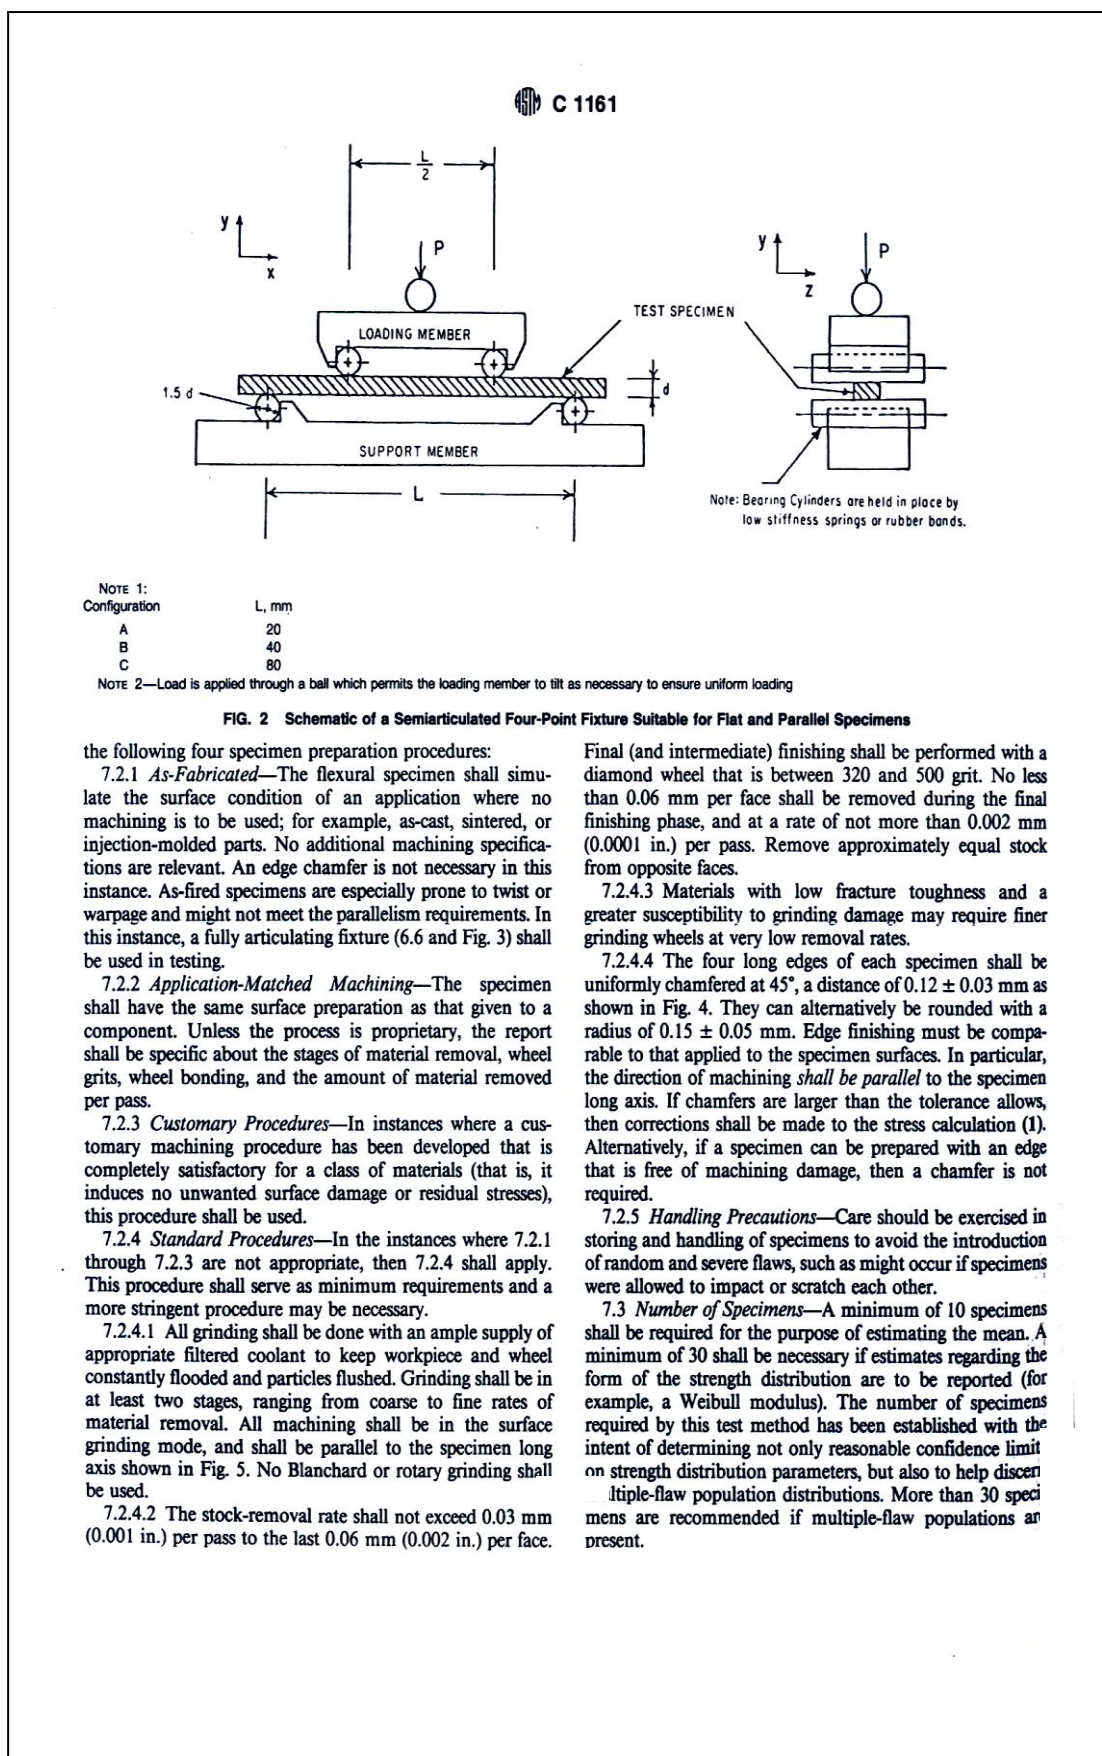 ASTM C 1161
L
2
y
x
P
y
z
P
TEST SPECIMEN
LOADING MEMBER
1.5 d
d
SUPPORT MEMBER
L
Note: Bearing Cylinders are held in place by
low stiffness springs or rubber bands.
NOTE 1:
Configuration L, mm
A 20
B 40
C 80
NOTE 2—Load is applied through a ball which permits the loading member to tilt as necessary to ensure uniform loading
FIG. 2 Schematic of a Semiarticulated Four-Point Fixture Suitable for Flat and Parallel Specimens
the following four specimen preparation procedures:
7.2.1 As-Fabricated—The flexural specimen shall simu-
late the surface condition of an application where no
machining is to be used; for example, as-cast, sintered, or
injection-molded parts. No additional machining specifica-
tions are relevant. An edge chamfer is not necessary in this
instance. As-fired specimens are especially prone to twist or
warpage and might not meet the parallelism requirements. In
this instance, a fully articulating fixture (6.6 and Fig. 3) shall
be used in testing.
7.2.2 Application-Matched Machining—The specimen
shall have the same surface preparation as that given to a
component. Unless the process is proprietary, the report
shall be specific about the stages of material removal, wheel
grits, wheel bonding, and the amount of material removed
per pass.
7.2.3 Customary Procedures—In instances where a cus-
tomary machining procedure has been developed that is
completely satisfactory for a class of materials (that is, it
induces no unwanted surface damage or residual stresses),
this procedure shall be used.
7.2.4 Standard Procedures—In the instances where 7.2.1
through 7.2.3 are not appropriate, then 7.2.4 shall apply.
This procedure shall serve as minimum requirements and a
more stringent procedure may be necessary.
7.2.4.1 All grinding shall be done with an ample supply of
appropriate filtered coolant to keep workpiece and wheel
constantly flooded and particles flushed. Grinding shall be in
at least two stages, ranging from coarse to fine rates of
material removal. All machining shall be in the surface
grinding mode, and shall be parallel to the specimen long
axis shown in Fig. 5. No Blanchard or rotary grinding shall
be used.
7.2.4.2 The stock-removal rate shall not exceed 0.03 mm
(0.001 in.) per pass to the last 0.06 mm (0.002 in.) per face.
Final (and intermediate) finishing shall be performed with a
diamond wheel that is between 320 and 500 grit. No less
than 0.06 mm per face shall be removed during the final
finishing phase, and at a rate of not more than 0.002 mm
(0.0001 in.) per pass. Remove approximately equal stock
from opposite faces.
7.2.4.3 Materials with low fracture toughness and a
greater susceptibility to grinding damage may require finer
grinding wheels at very low removal rates.
7.2.4.4 The four long edges of each specimen shall be
uniformly chamfered at 45°, a distance of 0.12 ± 0.03 mm as
shown in Fig. 4. They can alternatively be rounded with a
radius of 0.15 ± 0.05 mm. Edge finishing must be compa-
rable to that applied to the specimen surfaces. In particular,
the direction of machining shall be parallel to the specimen
long axis. If chamfers are larger than the tolerance allows,
then corrections shall be made to the stress calculation (1).
Alternatively, if a specimen can be prepared with an edge
that is free of machining damage, then a chamfer is not
required.
7.2.5 Handling Precautions—Care should be exercised in
storing and handling of specimens to avoid the introduction
of random and severe flaws, such as might occur if specimens
were allowed to impact or scratch each other.
7.3 Number of Specimens—A minimum of 10 specimens
shall be required for the purpose of estimating the mean. A
minimum of 30 shall be necessary if estimates regarding the
form of the strength distribution are to be reported (for
example, a Weibull modulus). The number of specimens
required by this test method has been established with the
intent of determining not only reasonable confidence limit
on strength distribution parameters, but also to help discer
ltiple-flaw population distributions. More than 30 speci
mens are recommended if multiple-flaw populations ar
present.